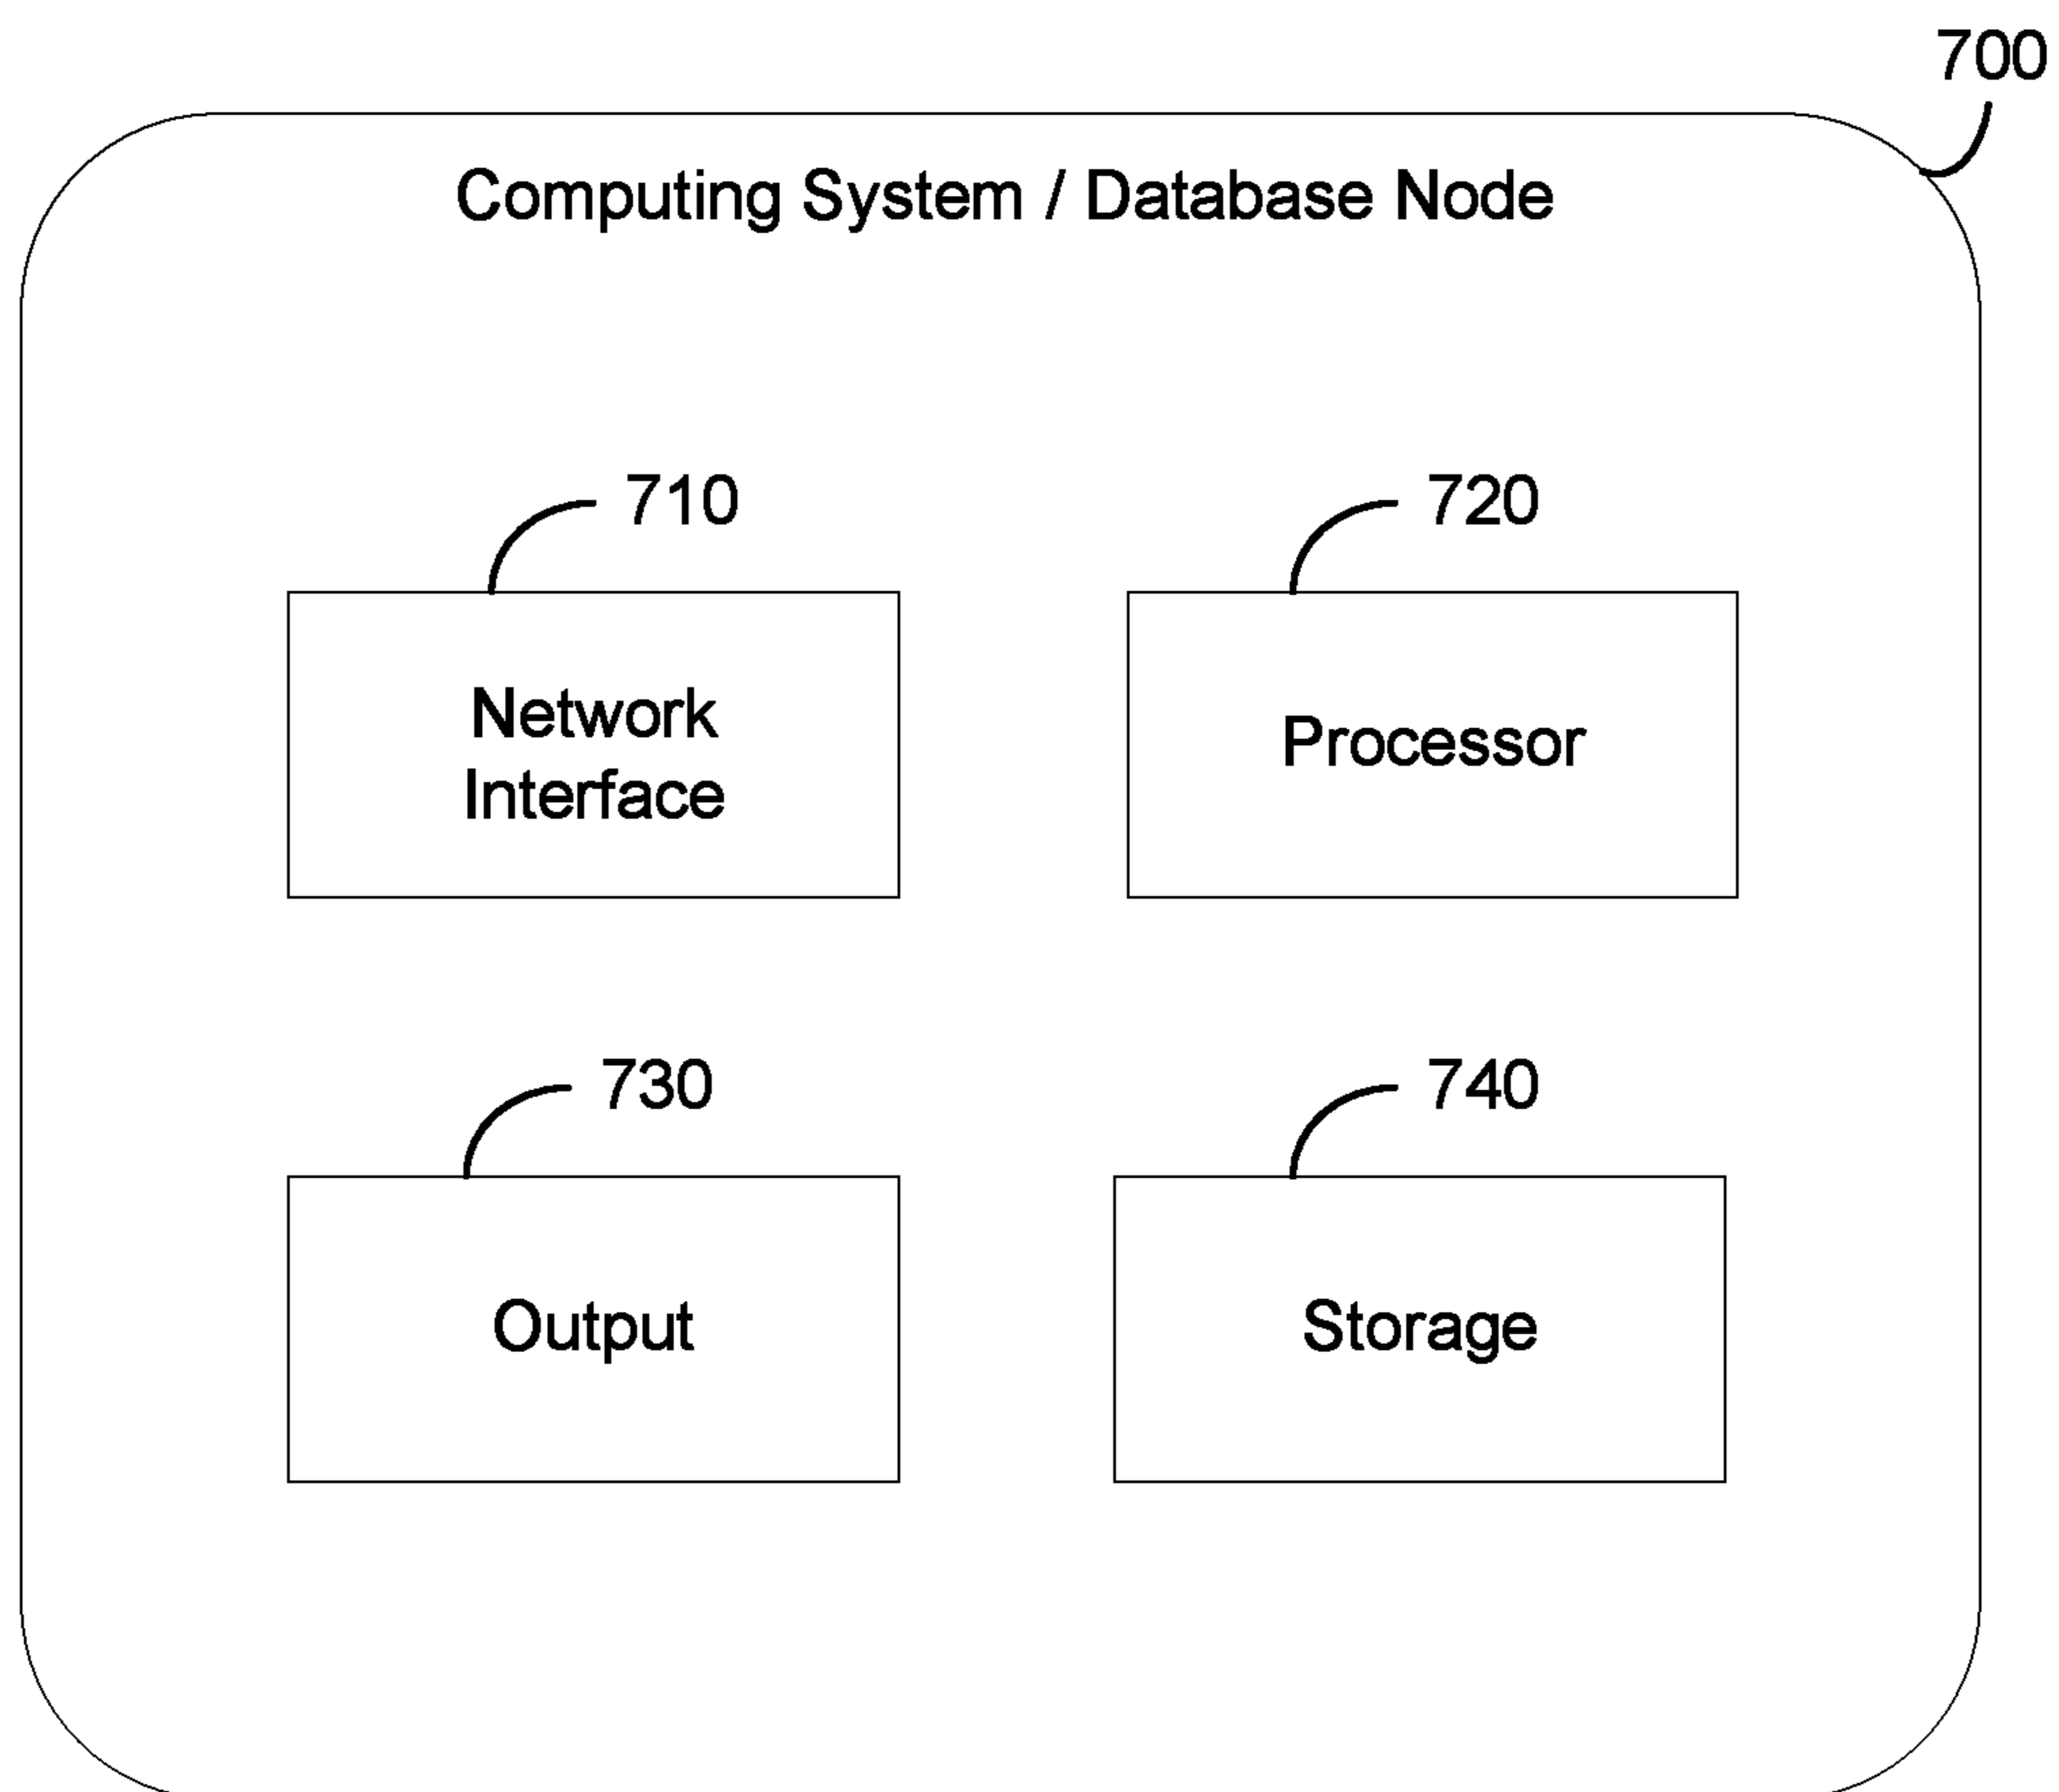 700
Computing System / Database Node
710
720
Network
Interface
Processor
730
740
Output
Storage